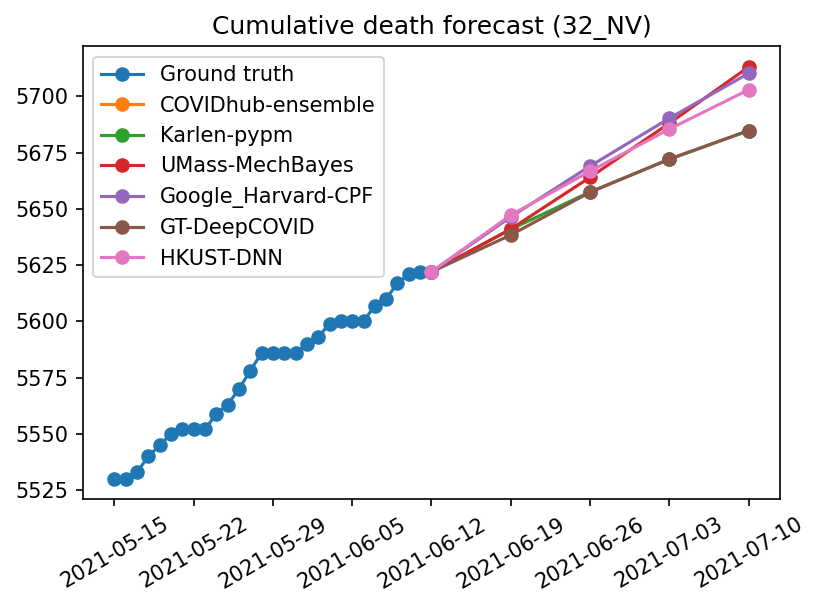 Cumulative death forecast (32_NV)
Ground truth
COVIDhub-ensemble
Karlen-pypm
UMass-MechBayes
Google_Harvard-CPF
GT-DeepCOVID
HKUST-DNN
5700
5675
5650
5625
5600
5575
5550
5525
2021-05-15
2021-05-22
2021-05-29
2021-06-05
2021-06-12
2021-06-19
2021-06-26
2021-07-03
2021-07-10